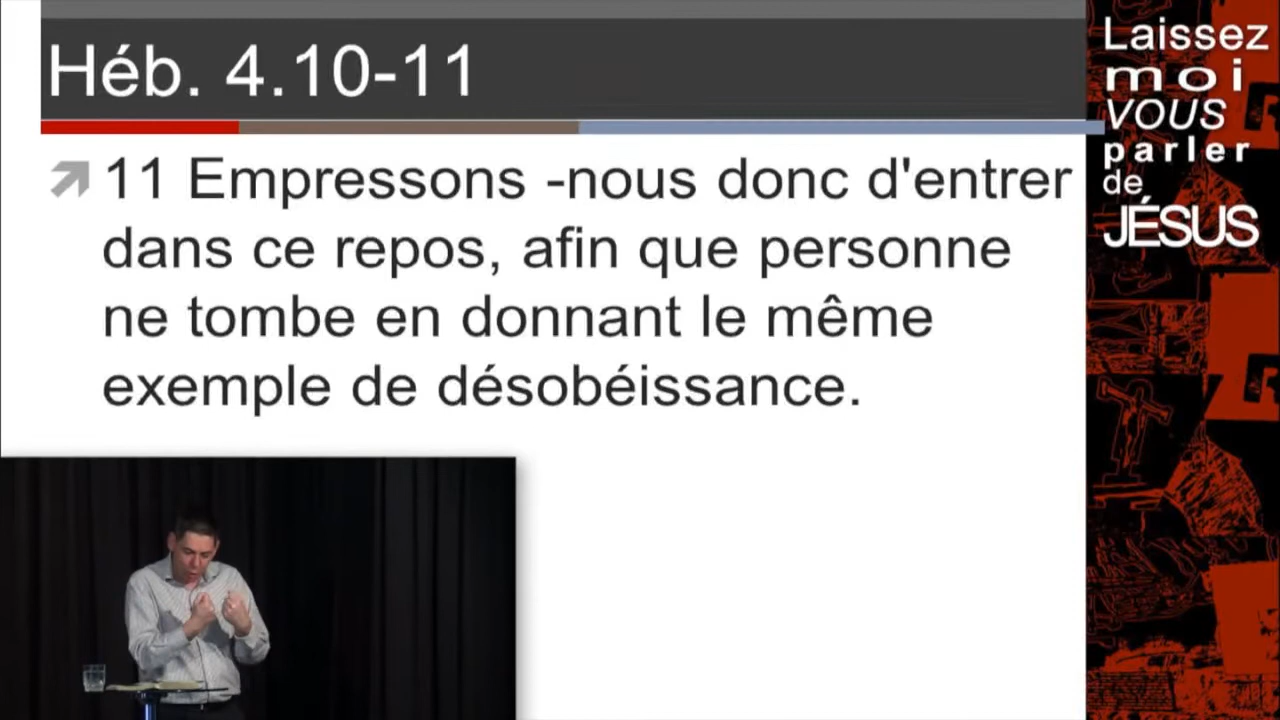 Héb. 4.10-11
11 Empressons -nous donc d'entrer
dans ce repos, afin que personne
ne tombe en donnant le même
exemple de désobéissance.
Laissez
moi
VOUS
parler
de
JÉSUS